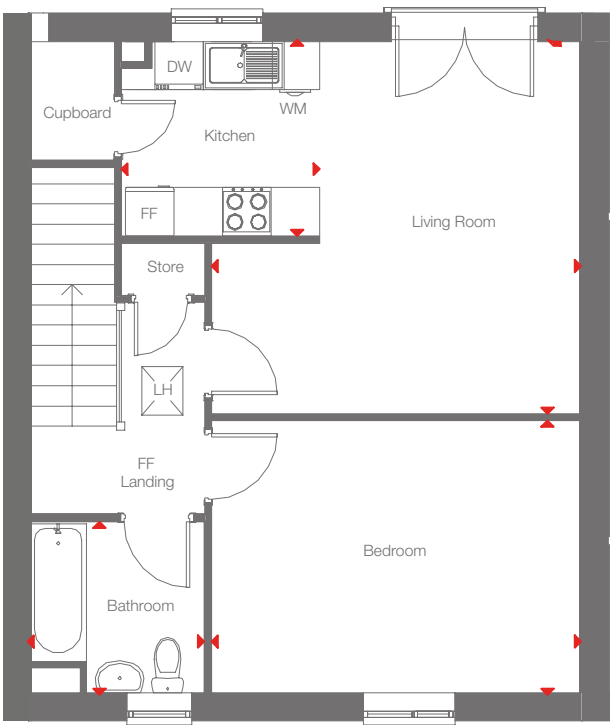 DW
Cupboard
WM
Kitchen
FF
Living Room
Store
LH
FF
Landing
Bedroom
Bathroom